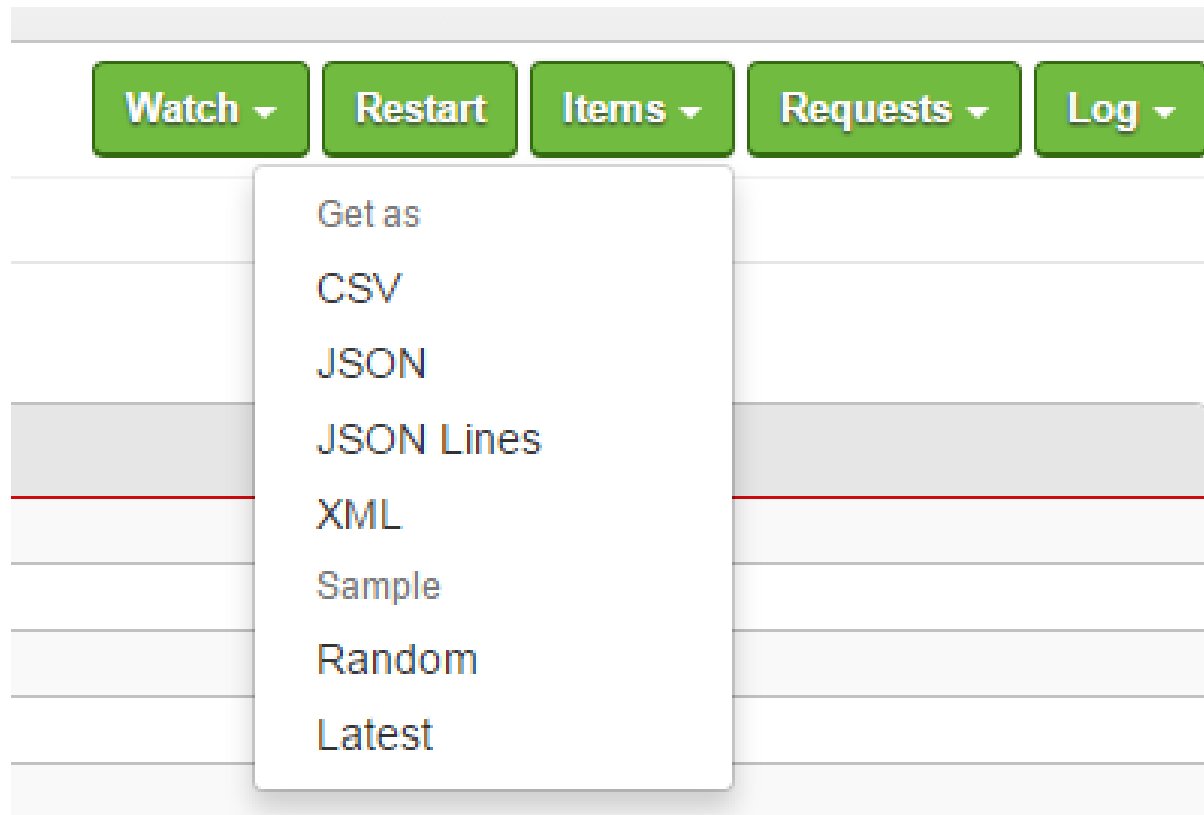 Watch Restart Items Requests Log
Get as
CSV
JSON
JSON Lines
XML
Sample
Random
Latest